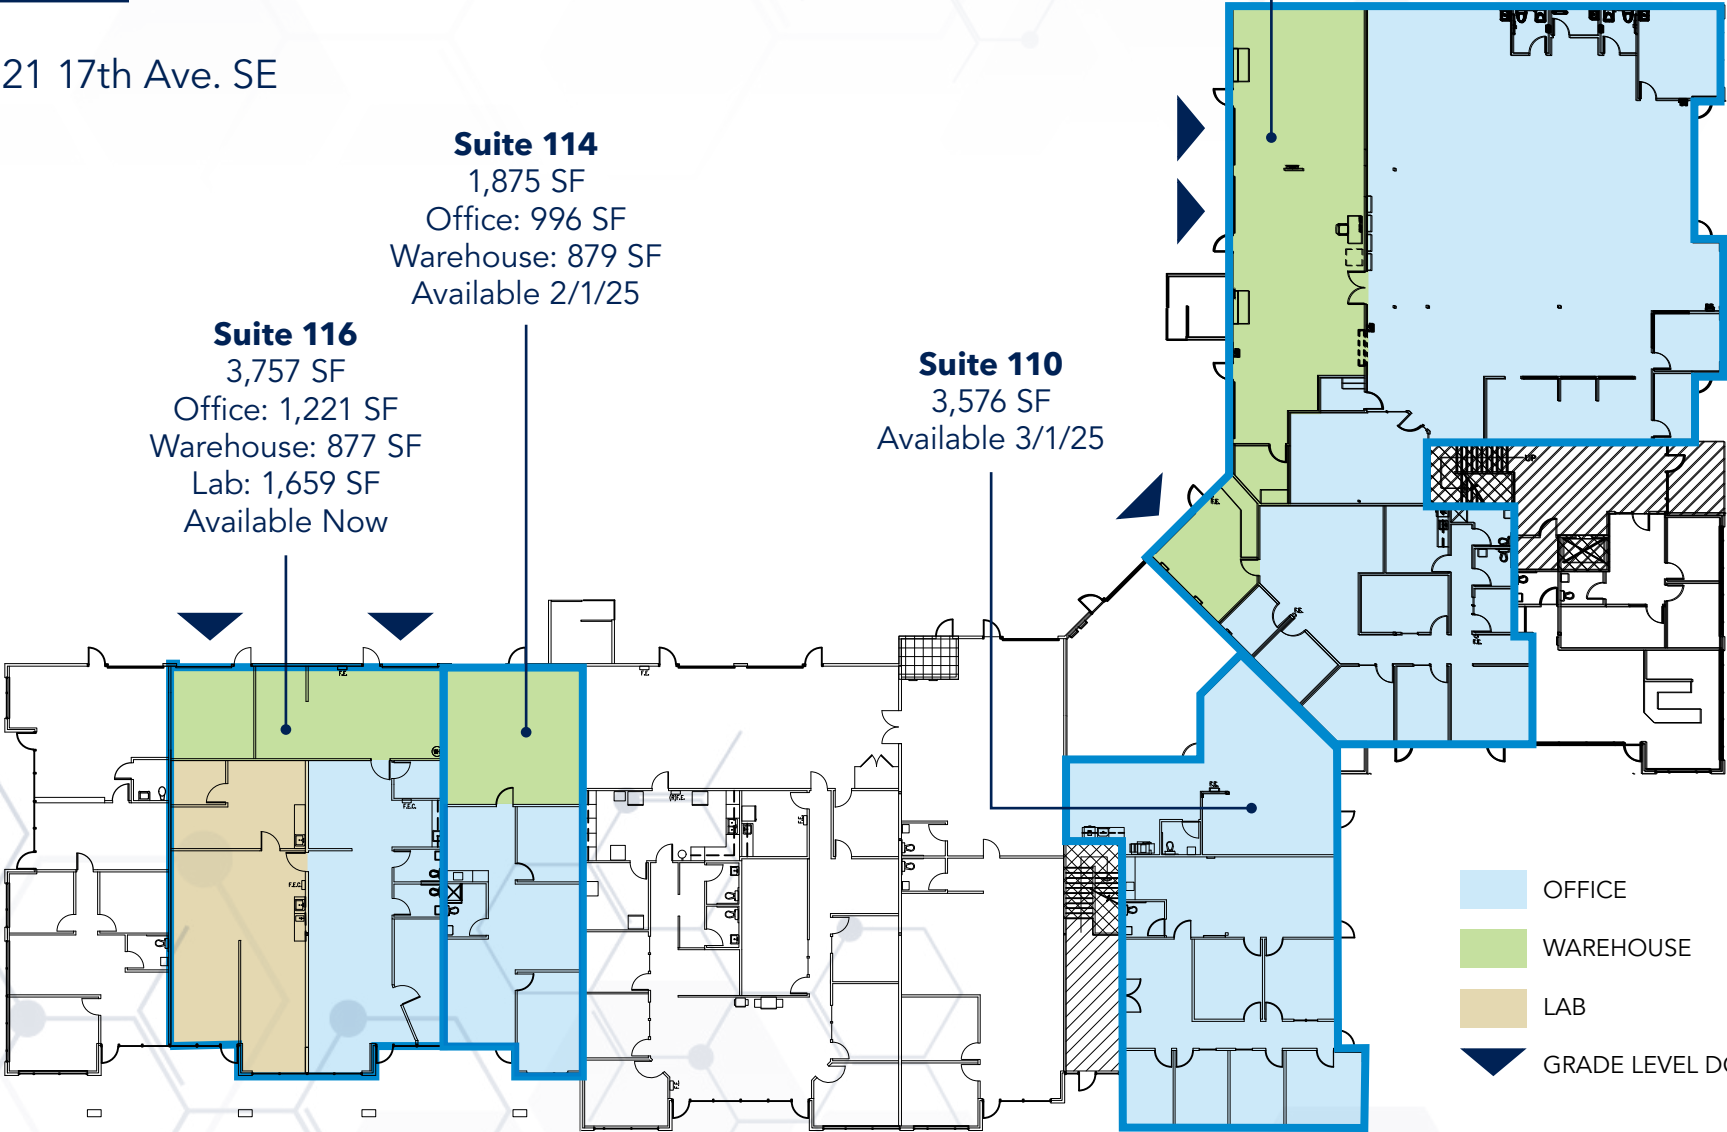 21 17th Ave. SE
Suite 114
1,875 SF
Office: 996 SF
Warehouse: 879 SF
Available 2/1/25
Suite 116
3,757 SF
Office: 1,221 SF
Warehouse: 877 SF
Lab: 1,659 SF
Available Now
Suite 110
3,576 SF
Available 3/1/25
UP
F.E.
F.E.
F.E.
F.E.
F.E.
F.E.C.
F.E.
F.E.C.
F.E.
OFFICE
WAREHOUSE
LAB
GRADE LEVEL DO